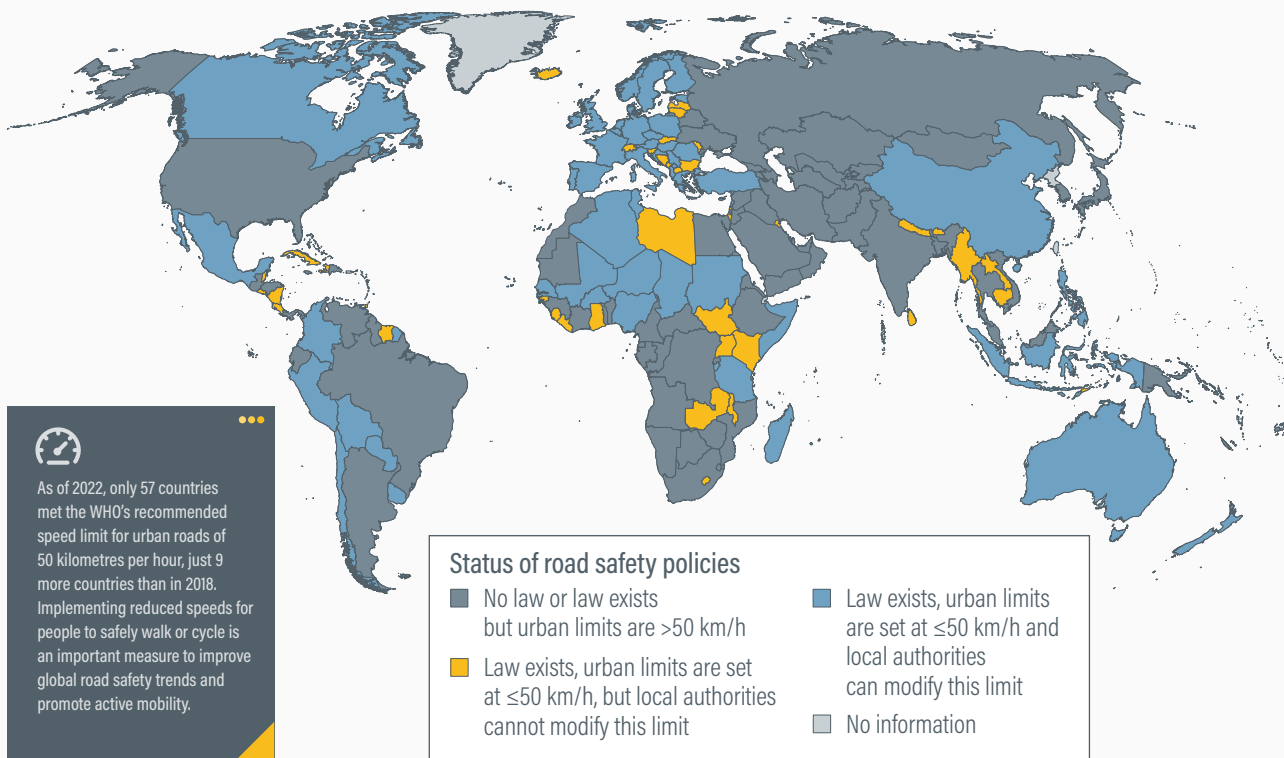 As of 2022, only 57 countries
met the WHO's recommended
speed limit for urban roads of
50 kilometres per hour, just 9
more countries than in 2018.
Implementing reduced speeds for
people to safely walk or cycle is
an important measure to improve
global road safety trends and
promote active mobility.
Status of road safety policies
No law or law exists
but urban limits are >50 km/h
Law exists, urban limits are set
at ≤50 km/h, but local authorities
cannot modify this limit
Law exists, urban limits
are set at ≤50 km/h and
local authorities
can modify this limit
No information